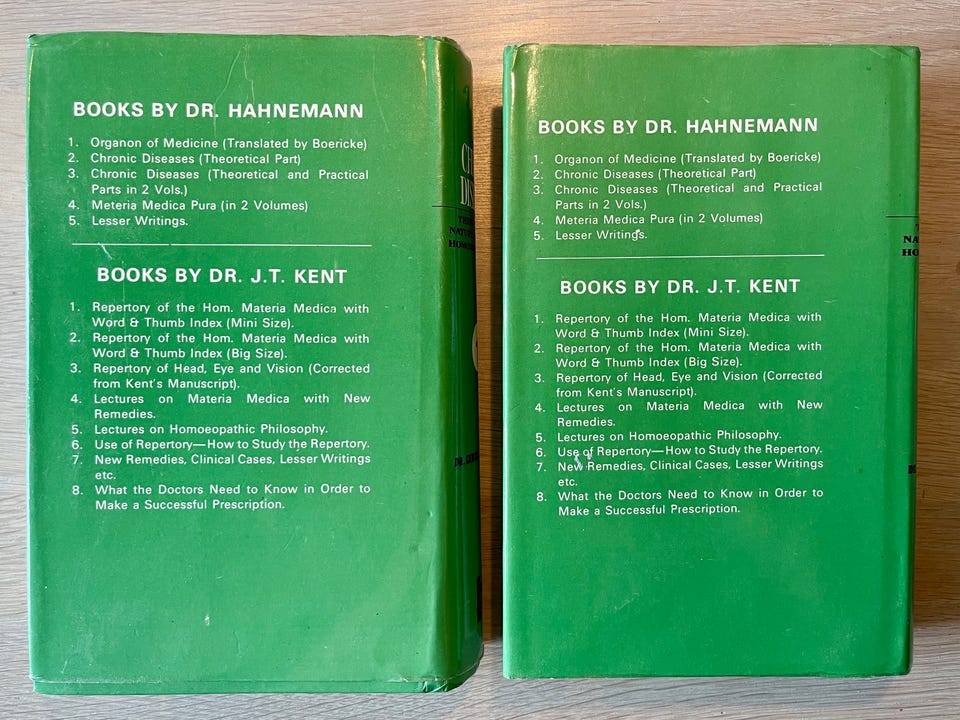 BOOKS BY DR. HAHNEMANN
1. Organon of Medicine (Translated by Boericke)
2. Chronic Diseases (Theoretical Part)
3. Chronic Diseases (Theoretical and Practical
Parts in 2 Vols.)
4. Meteria Medica Pura (in 2 Volumes)
5. Lesser Writings.
BOOKS BY DR. J.T. KENT
1. Repertory of the Hom. Materia Medica with
Word & Thumb Index (Mini Size).
2. Repertory of the Hom. Materia Medica with
Word & Thumb Index (Big Size).
3. Repertory of Head, Eye and Vision (Corrected
from Kent's Manuscript).
4. Lectures on Materia Medica with New
Remedies.
5. Lectures on Homoeopathic Philosophy.
6. Use of Repertory—How to Study the Repertory.
7. New Remedies, Clinical Cases, Lesser Writings
etc.
8. What the Doctors Need to Know in Order to
Make a Successful Prescription.
BOOKS BY DR. HAHNEMANN
1. Organon of Medicine (Translated by Boericke)
2. Chronic Diseases (Theoretical Part)
3. Chronic Diseases (Theoretical and Practical
Parts in 2 Vols.)
4. Meteria Medica Pura (in 2 Volumes)
5. Lesser Writings.
BOOKS BY DR. J.T. KENT
1. Repertory of the Hom. Materia Medica with
Word & Thumb Index (Mini Size).
2. Repertory of the Hom. Materia Medica with
Word & Thumb Index (Big Size).
3. Repertory of Head, Eye and Vision (Corrected
from Kent's Manuscript).
4. Lectures on Materia Medica with New
Remedies.
5. Lectures on Homoeopathic Philosophy.
6. Use of Repertory—How to Study the Repertory.
7. New Remedies, Clinical Cases, Lesser Writings
etc.
8. What the Doctors Need to Know in Order to
Make a Successful Prescription.